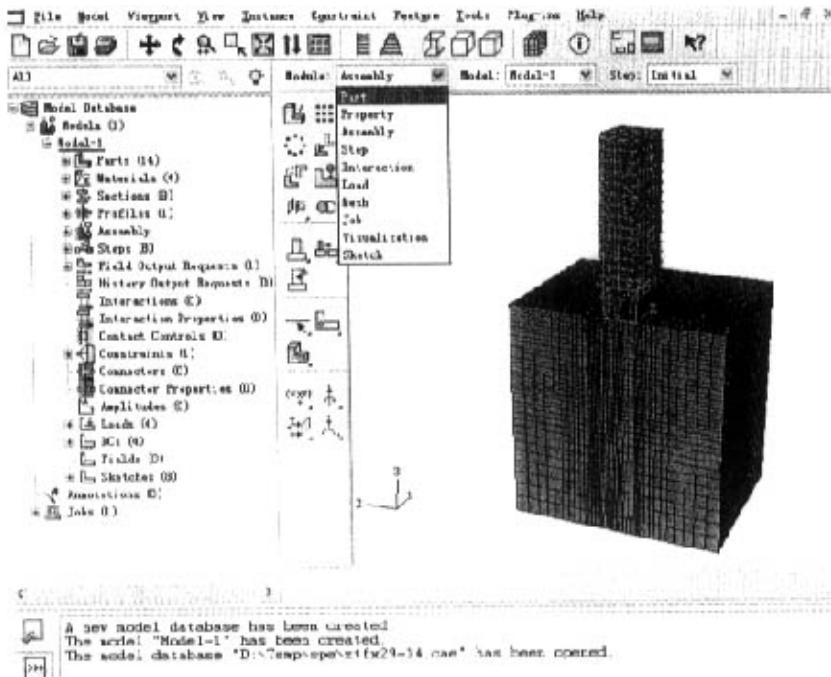 File Model Viewport View Instance Constraint Feature Tools Plug-ins Help
All
Module: Assembly Model: Model-1 Step: Initial
Part
Property
Assembly
Step
Interaction
Load
Mesh
Job
Visualization
Sketch
Model Database
Models (1)
Model-1
Parts (14)
Materials (4)
Sections
Profiles
Assembly
Steps
Field Output Requests
History Output Requests
Interactions
Interaction Properties
Contact Controls
Constraints
Connectors
Connector Properties
Amplitudes
Loads (4)
BCs (4)
Fields
Sketches
Annotations
Jobs
3
A new model database has been created
The model "Model-1" has been created.
The model database has been opened.